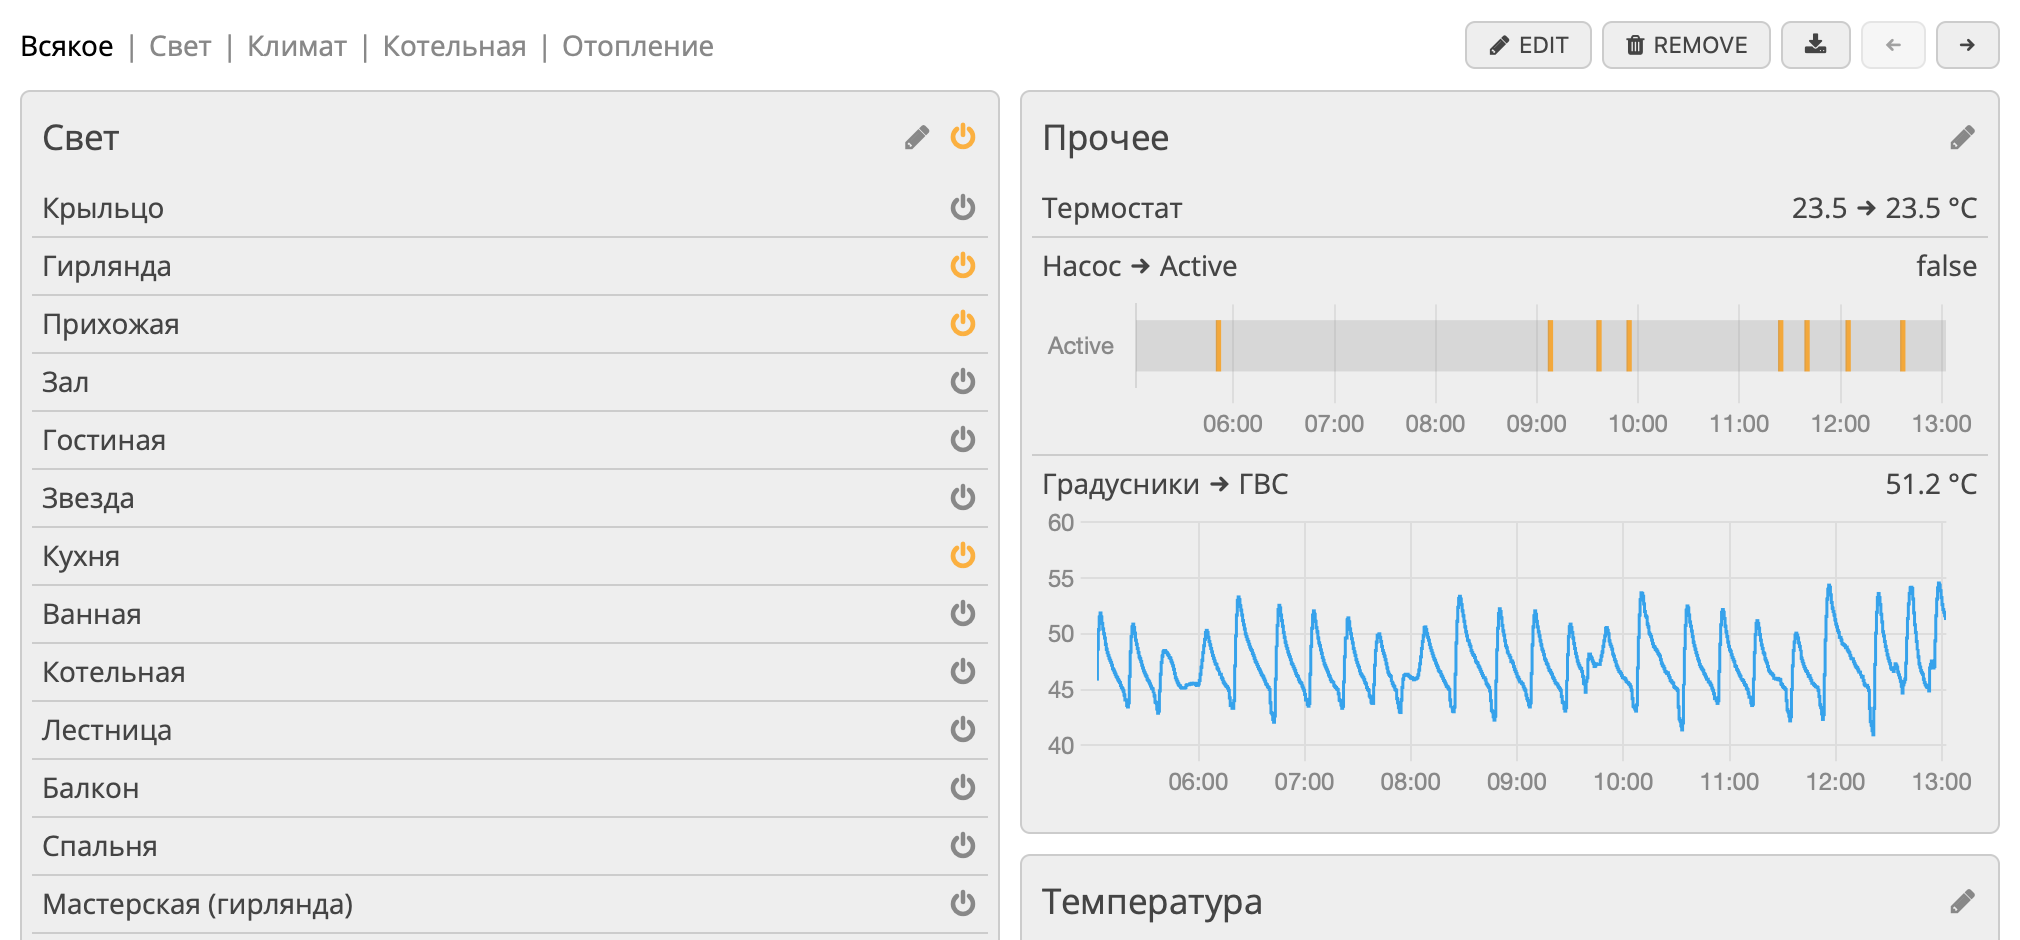 Всякое | Свет | Климат | Котельная | Отопление
EDIT REMOVE
Свет
Крыльцо
Гирлянда
Прихожая
Зал
Гостиная
Звезда
Кухня
Ванная
Котельная
Лестница
Балкон
Спальня
Мастерская (гирлянда)
Прочее
Термостат 23.5 → 23.5 °C
Насос → Active false
Active
06:00 07:00 08:00 09:00 10:00 11:00 12:00 13:00
Градусники → ГВС 51.2 °C
60
55
50
45
40
06:00 07:00 08:00 09:00 10:00 11:00 12:00 13:00
Температура